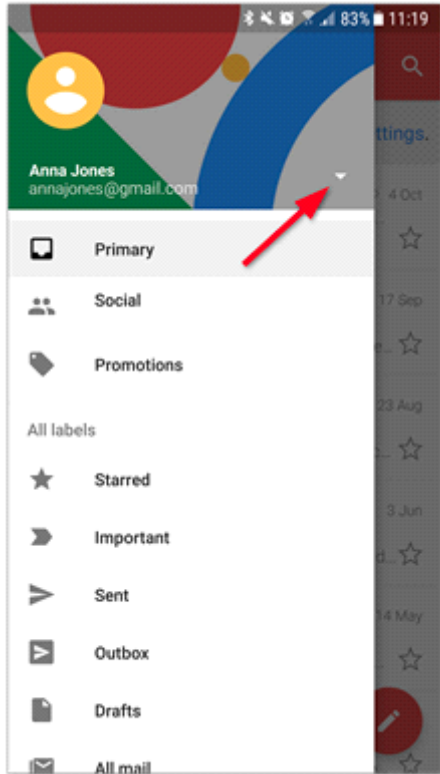 83% 11:19
Anna Jones
annajones@gmail.com
ttings.
4 Oct
Primary
Social
17 Sep
e...
Promotions
23 Aug
All labels
Starred
3 Jun
Important
d...
Sent
14 May
Outbox
Drafts
All mail